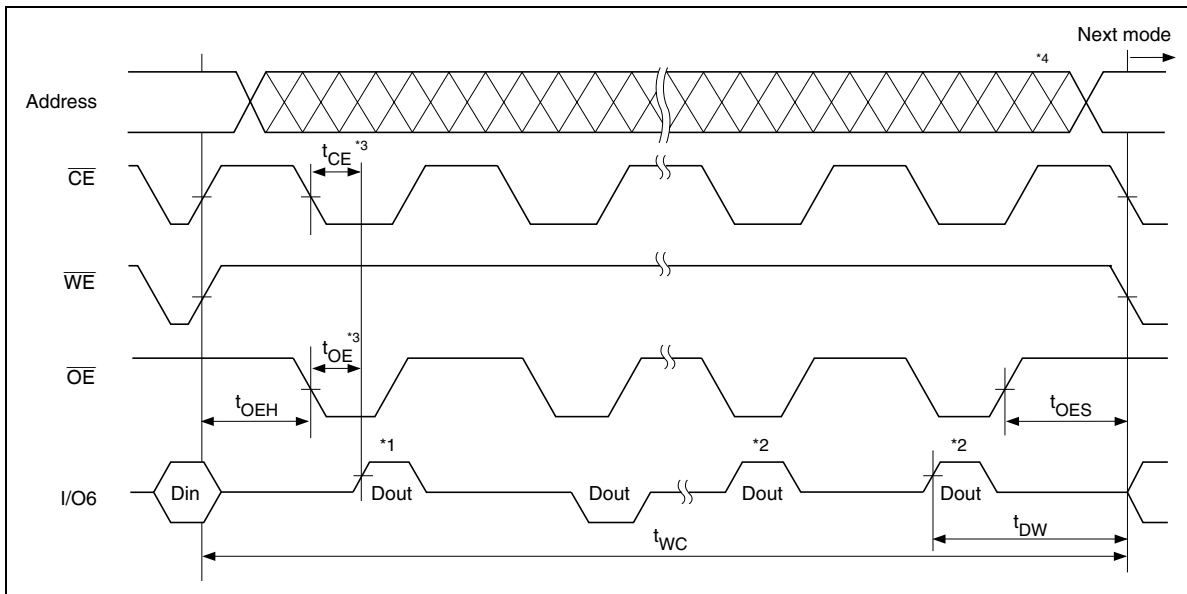 Next mode
*4
Address
tCE *3
CE
WE
tOE *3
OE
tOEH
tOES
*1
*2
*2
I/O6
Din
Dout
Dout
Dout
Dout
tDW
tWC